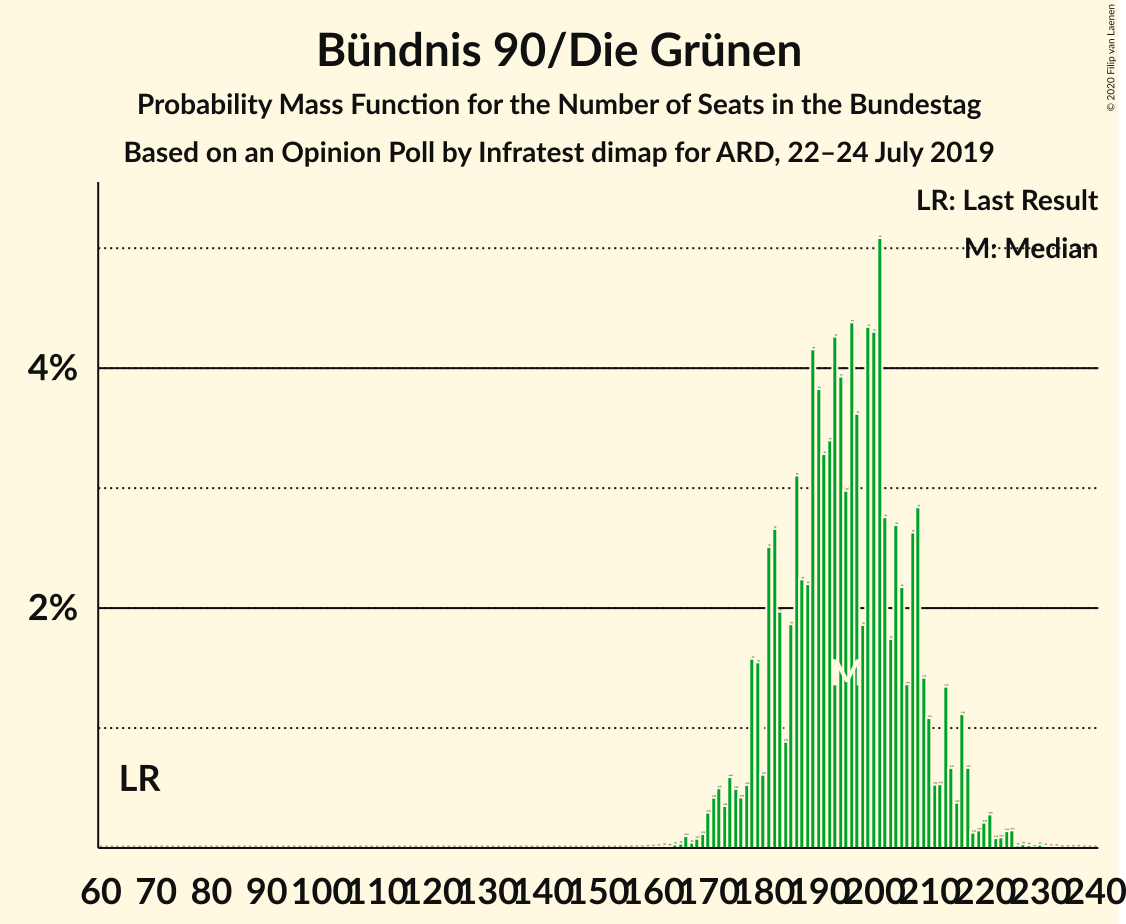 Bündnis 90/Die Grünen
Probability Mass Function for the Number of Seats in the Bundestag
Based on an Opinion Poll by Infratest dimap for ARD, 22–24 July 2019
© 2020 Filip van Laenen
LR: Last Result
M: Median
4%
2%
M
LR
60 70 80 90 100 110 120 130 140 150 160 170 180 190 200 210 220 230 240